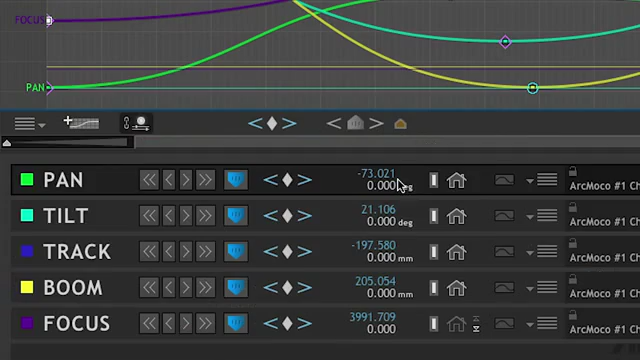 FOCUS
PAN
PAN -73.021 0.000 deg ArcMoco #1 Ch
TILT 21.106 0.000 deg ArcMoco #1 Ch
TRACK -197.580 0.000 mm ArcMoco #1 Ch
BOOM 205.054 0.000 mm ArcMoco #1 Ch
FOCUS 3991.709 0.000 ArcMoco #1 Ch